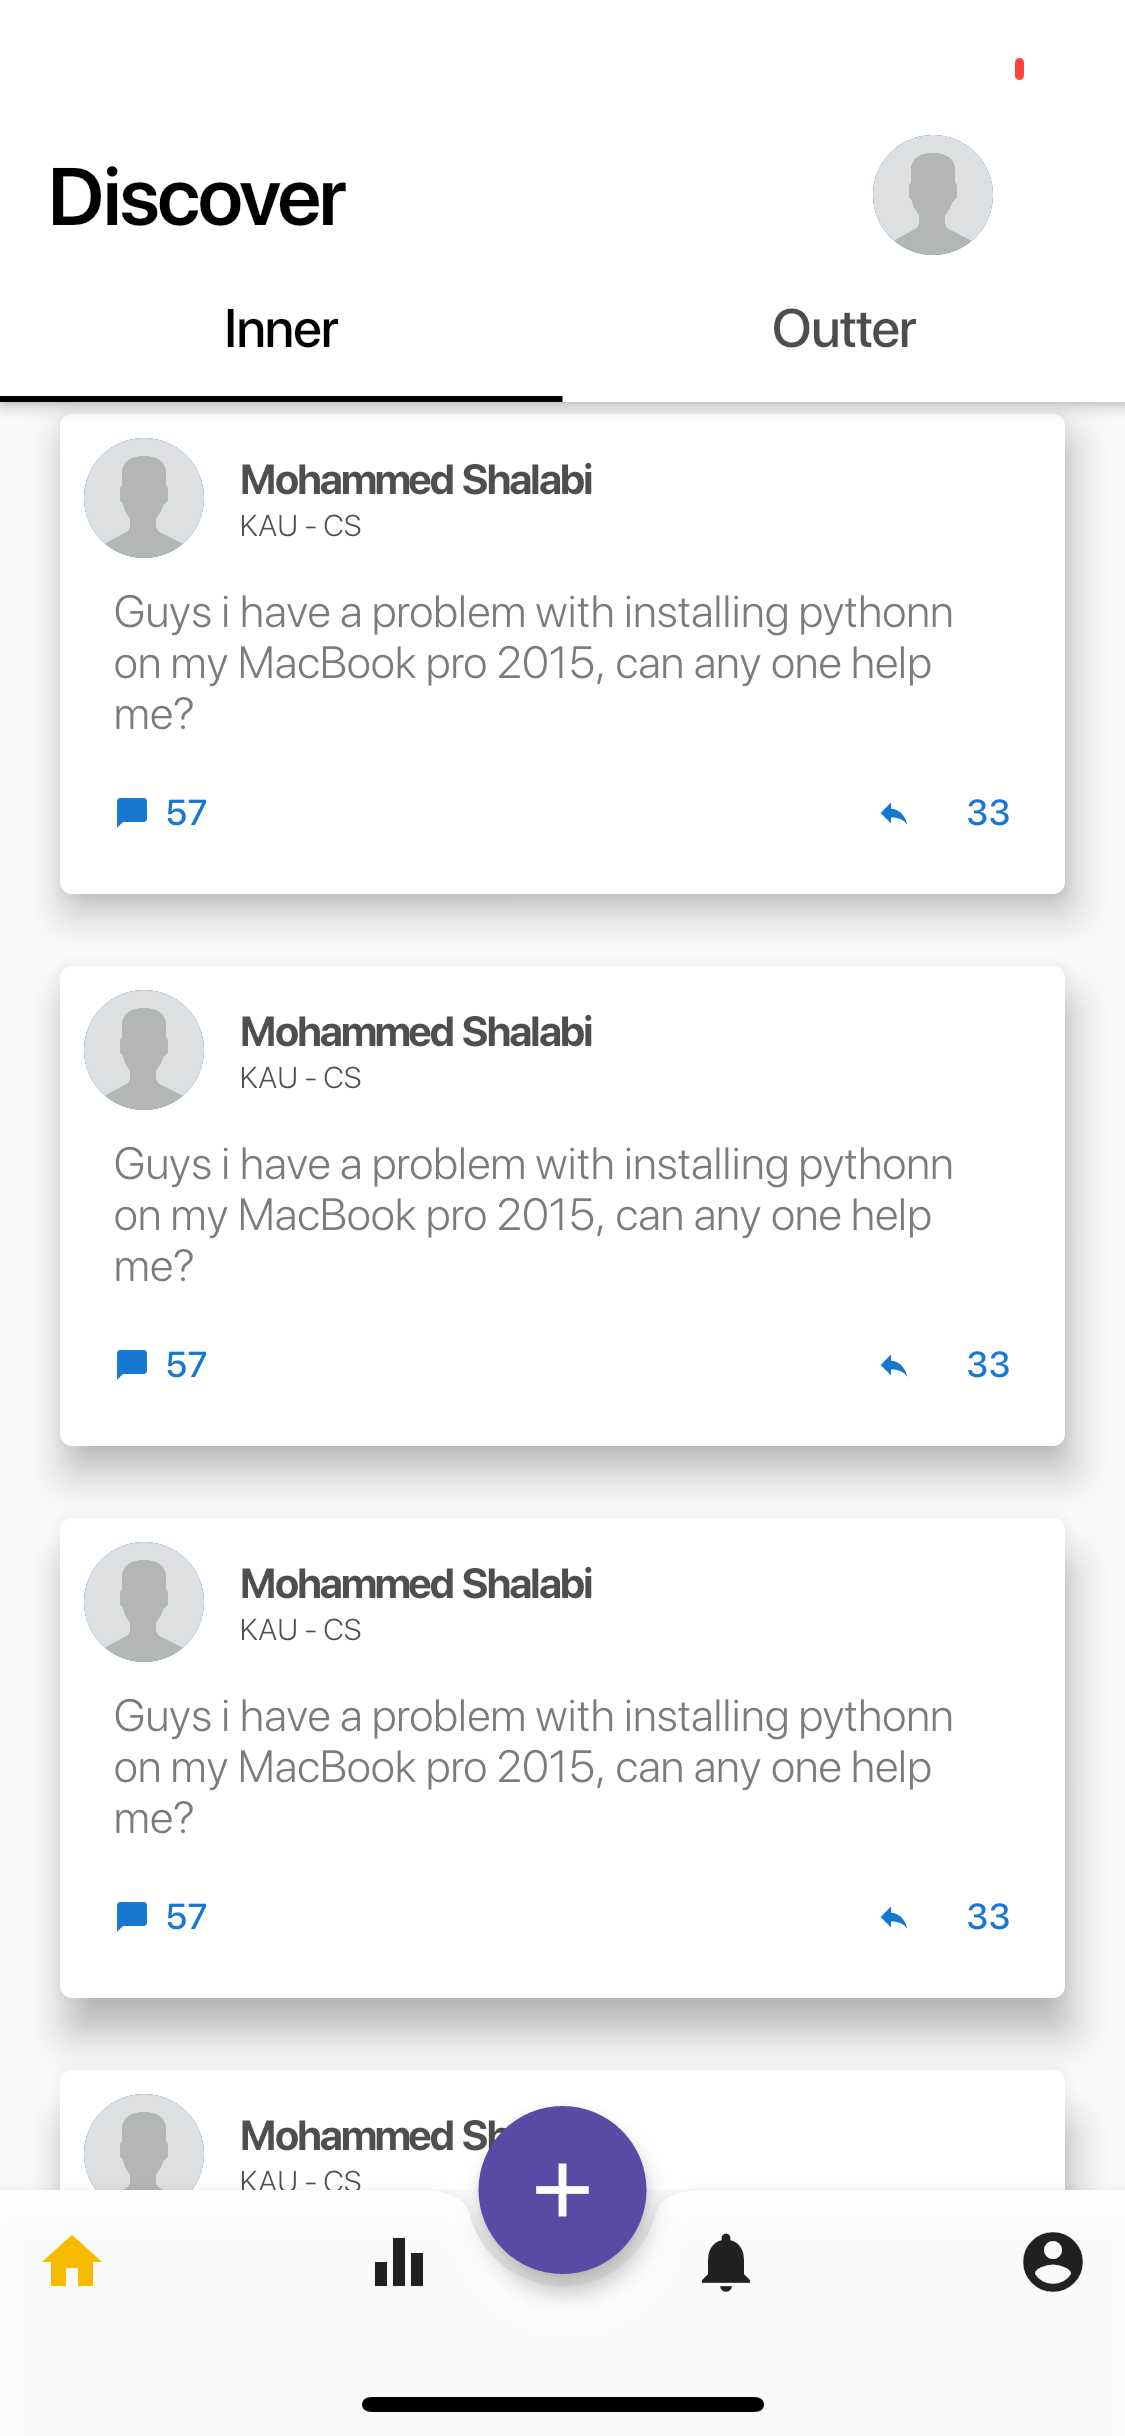 Discover
Inner
Outter
Mohammed Shalabi
KAU - CS
Guys i have a problem with installing pythonn
on my MacBook pro 2015, can any one help
me?
57
33
Mohammed Shalabi
KAU - CS
Guys i have a problem with installing pythonn
on my MacBook pro 2015, can any one help
me?
57
33
Mohammed Shalabi
KAU - CS
Guys i have a problem with installing pythonn
on my MacBook pro 2015, can any one help
me?
57
33
Mohammed
KAU - CS